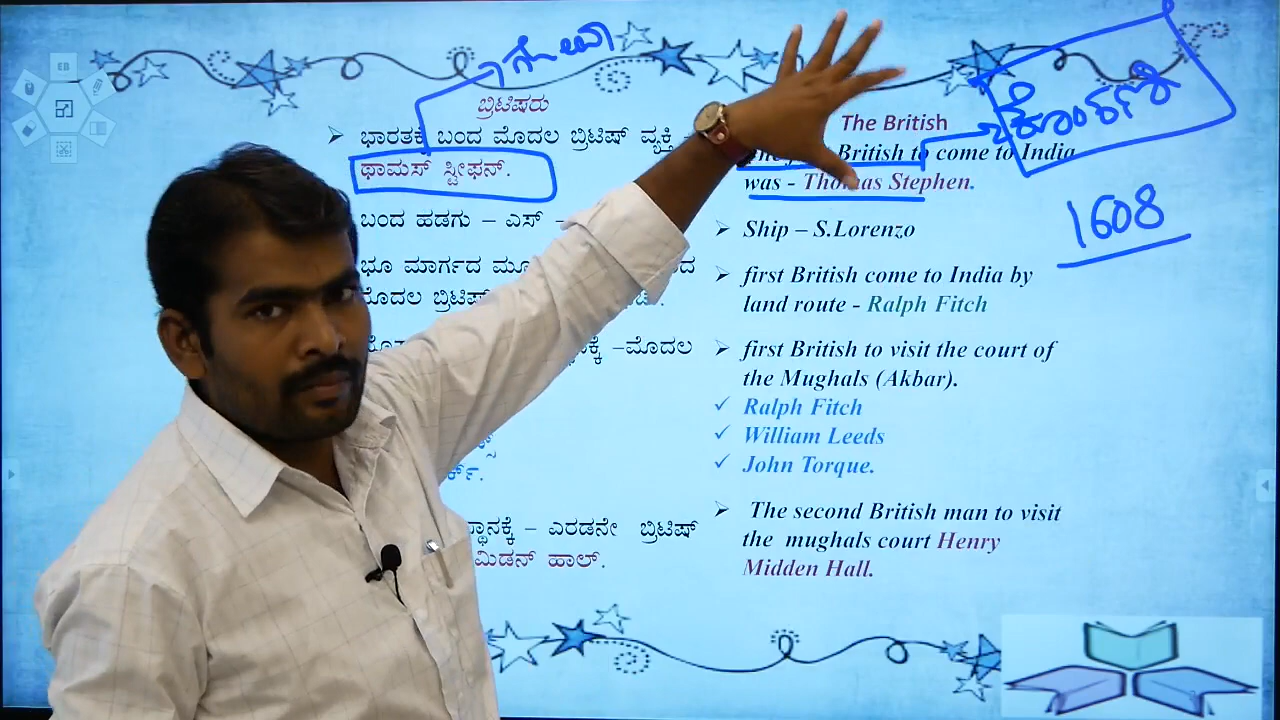 ಗೋವಾ
ಕೊಂಕಣಿ
1608
ಬ್ರಿಟಿಷರು
ಭಾರತಕ್ಕೆ ಬಂದ ಮೊದಲ ಬ್ರಿಟಿಷ್ ವ್ಯಕ್ತಿ –
ಥಾಮಸ್ ಸ್ಟೀಫನ್.
ಬಂದ ಹಡಗು – ಎಸ್ –
ಭೂ ಮಾರ್ಗದ
ಮೊದಲ
–ಮೊದಲ
– ಎರಡನೇ ಬ್ರಿಟಿಷ್
ಮಿಡನ್ ಹಾಲ್.
The British
British to come to India
was - Thomas Stephen.
Ship – S.Lorenzo
first British come to India by
land route - Ralph Fitch
first British to visit the court of
the Mughals (Akbar).
Ralph Fitch
William Leeds
John Torque.
The second British man to visit
the mughals court Henry
Midden Hall.
EB